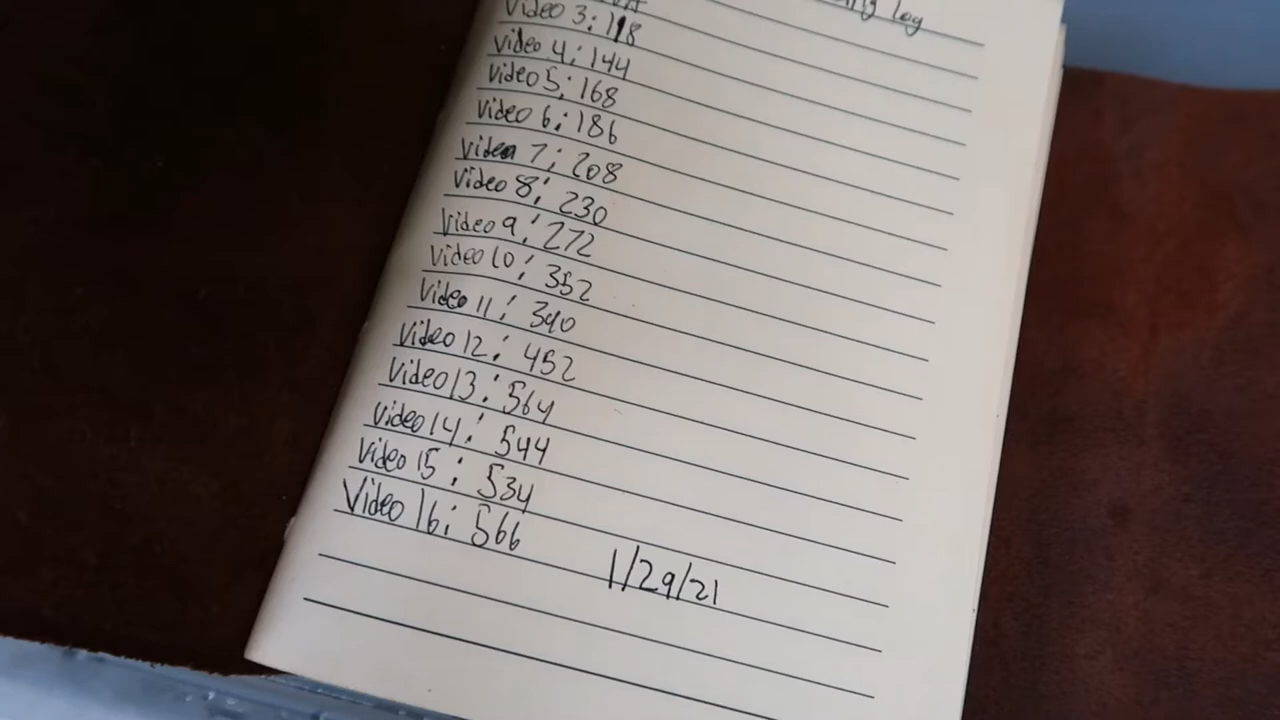 log
Video 3: 118
Video 4: 144
Video 5: 168
Video 6: 186
Video 7: 208
Video 8: 230
Video 9: 272
Video 10: 352
Video 11: 340
Video 12: 452
Video 13: 564
Video 14: 544
Video 15: 534
Video 16: 566
1/29/21